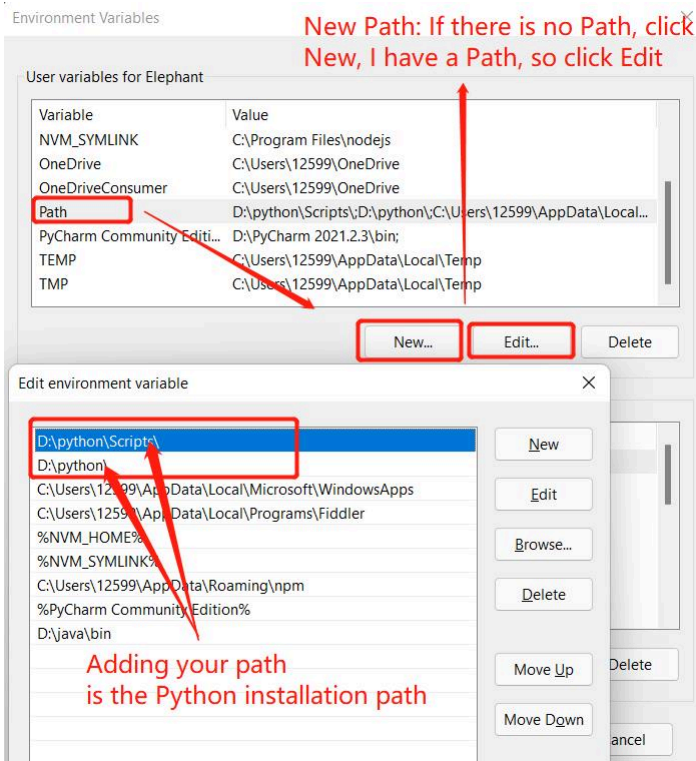 Environment Variables
New Path: If there is no Path, click
New, I have a Path, so click Edit
User variables for Elephant
Variable Value
NVM_SYMLINK C:\Program Files\nodejs
OneDrive C:\Users\12599\OneDrive
OneDriveConsumer C:\Users\12599\OneDrive
Path D:\python\Scripts\;D:\python\;C:\Users\12599\AppData\Local...
PyCharm Community Editi... D:\PyCharm 2021.2.3\bin;
TEMP C:\Users\12599\AppData\Local\Temp
TMP C:\Users\12599\AppData\Local\Temp
New... Edit... Delete
Edit environment variable
D:\python\Scripts\
New
D:\python\
C:\Users\12599\AppData\Local\Microsoft\WindowsApps
Edit
C:\Users\12599\AppData\Local\Programs\Fiddler
%NVM_HOME%
Browse...
%NVM_SYMLINK%
C:\Users\12599\AppData\Roaming\npm
Delete
%PyCharm Community Edition%
D:\java\bin
Adding your path
is the Python installation path
Move Up
Delete
Move Down
ancel